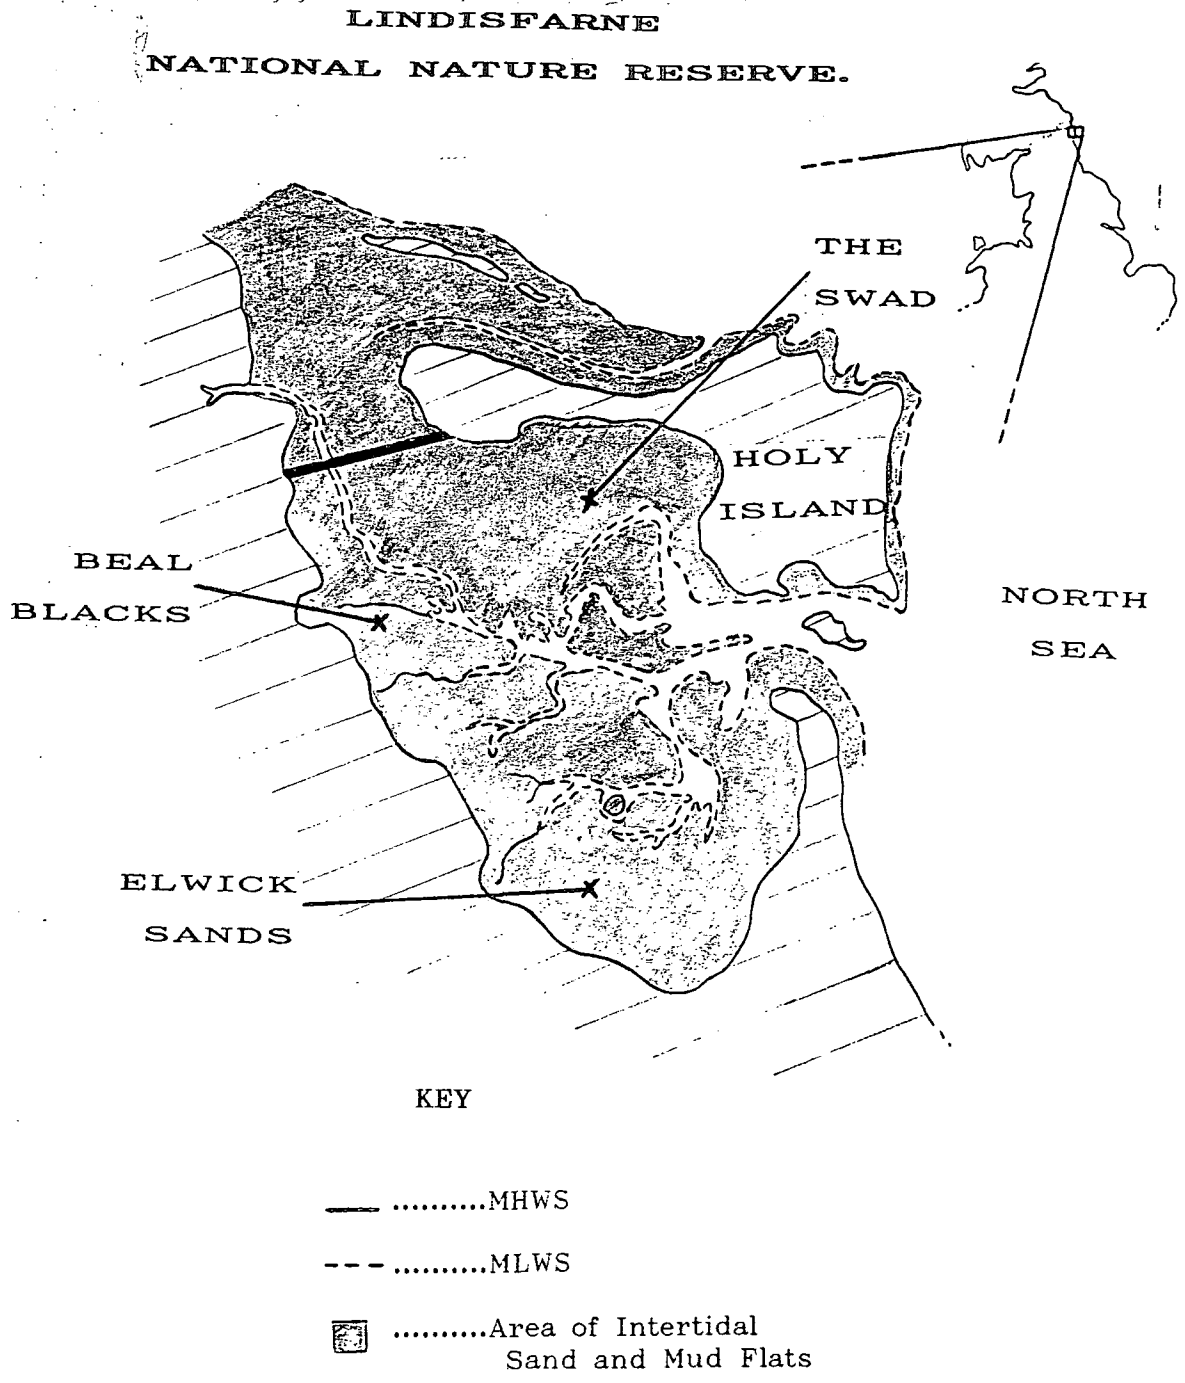 LINDISFARNE
NATIONAL NATURE RESERVE.
THE
SWAD
HOLY
ISLAND
BEAL
BLACKS
NORTH
SEA
ELWICK
SANDS
KEY
..........MHWS
..........MLWS
..........Area of Intertidal
Sand and Mud Flats